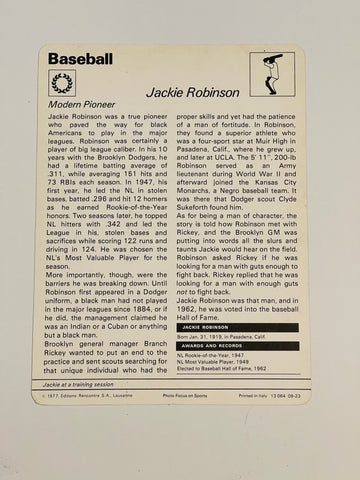 Baseball
Jackie Robinson
Modern Pioneer
Jackie Robinson was a true pioneer
who paved the way for black
Americans to play in the major
leagues. Robinson was certainly a
player of big league caliber. In his 10
years with the Brooklyn Dodgers, he
had a lifetime batting average of
.311, while averaging 151 hits and
73 RBIs each season. In 1947, his
first year, he led the NL in stolen
bases, batted .296 and hit 12 homers
as he earned Rookie-of-the-Year
honors. Two seasons later, he topped
NL hitters with .342 and led the
League in his, stolen bases and
sacrifices while scoring 122 runs and
driving in 124. He was chosen the
NL's Most Valuable Player for the
season.
More importantly, though, were the
barriers he was breaking down. Until
Robinson first appeared in a Dodger
uniform, a black man had not played
in the major leagues since 1884, or if
he did, the management claimed he
was an Indian or a Cuban or anything
but a black man.
Brooklyn general manager Branch
Rickey wanted to put an end to the
practice and sent scouts searching for
that unique individual who had the
proper skills and yet had the patience
of a man of fortitude. In Robinson,
they found a superior athlete who
was a four-sport star at Muir High in
Pasadena, Calif., where he grew up,
and later at UCLA. The 5' 11", 200-lb
Robinson served as an Army
lieutenant during World War II and
afterward joined the Kansas City
Monarchs, a Negro baseball team. It
was there that Dodger scout Clyde
Sukeforth found him.
As for being a man of character, the
story is told how Robinson met with
Rickey, and the Brooklyn GM was
putting into words all the slurs and
taunts Jackie would hear on the field.
Robinson asked Rickey if he was
looking for a man with guts enough to
fight back. Rickey replied that he was
looking for a man with guts enough
not to fight back.
Jackie Robinson was that man, and in
1962, he was voted into the baseball
Hall of Fame.
JACKIE ROBINSON
Born Jan. 31, 1919, in Pasadena, Calif.
AWARDS AND RECORDS
NL Rookie-of-the-Year, 1947
NL Most Valuable Player, 1949
Elected to Baseball Hall of Fame, 1962
Jackie at a training session
© 1977, Editions Rencontre S.A., Lausanne
Photo Focus on Sports
Printed in Italy 13 064 09-23